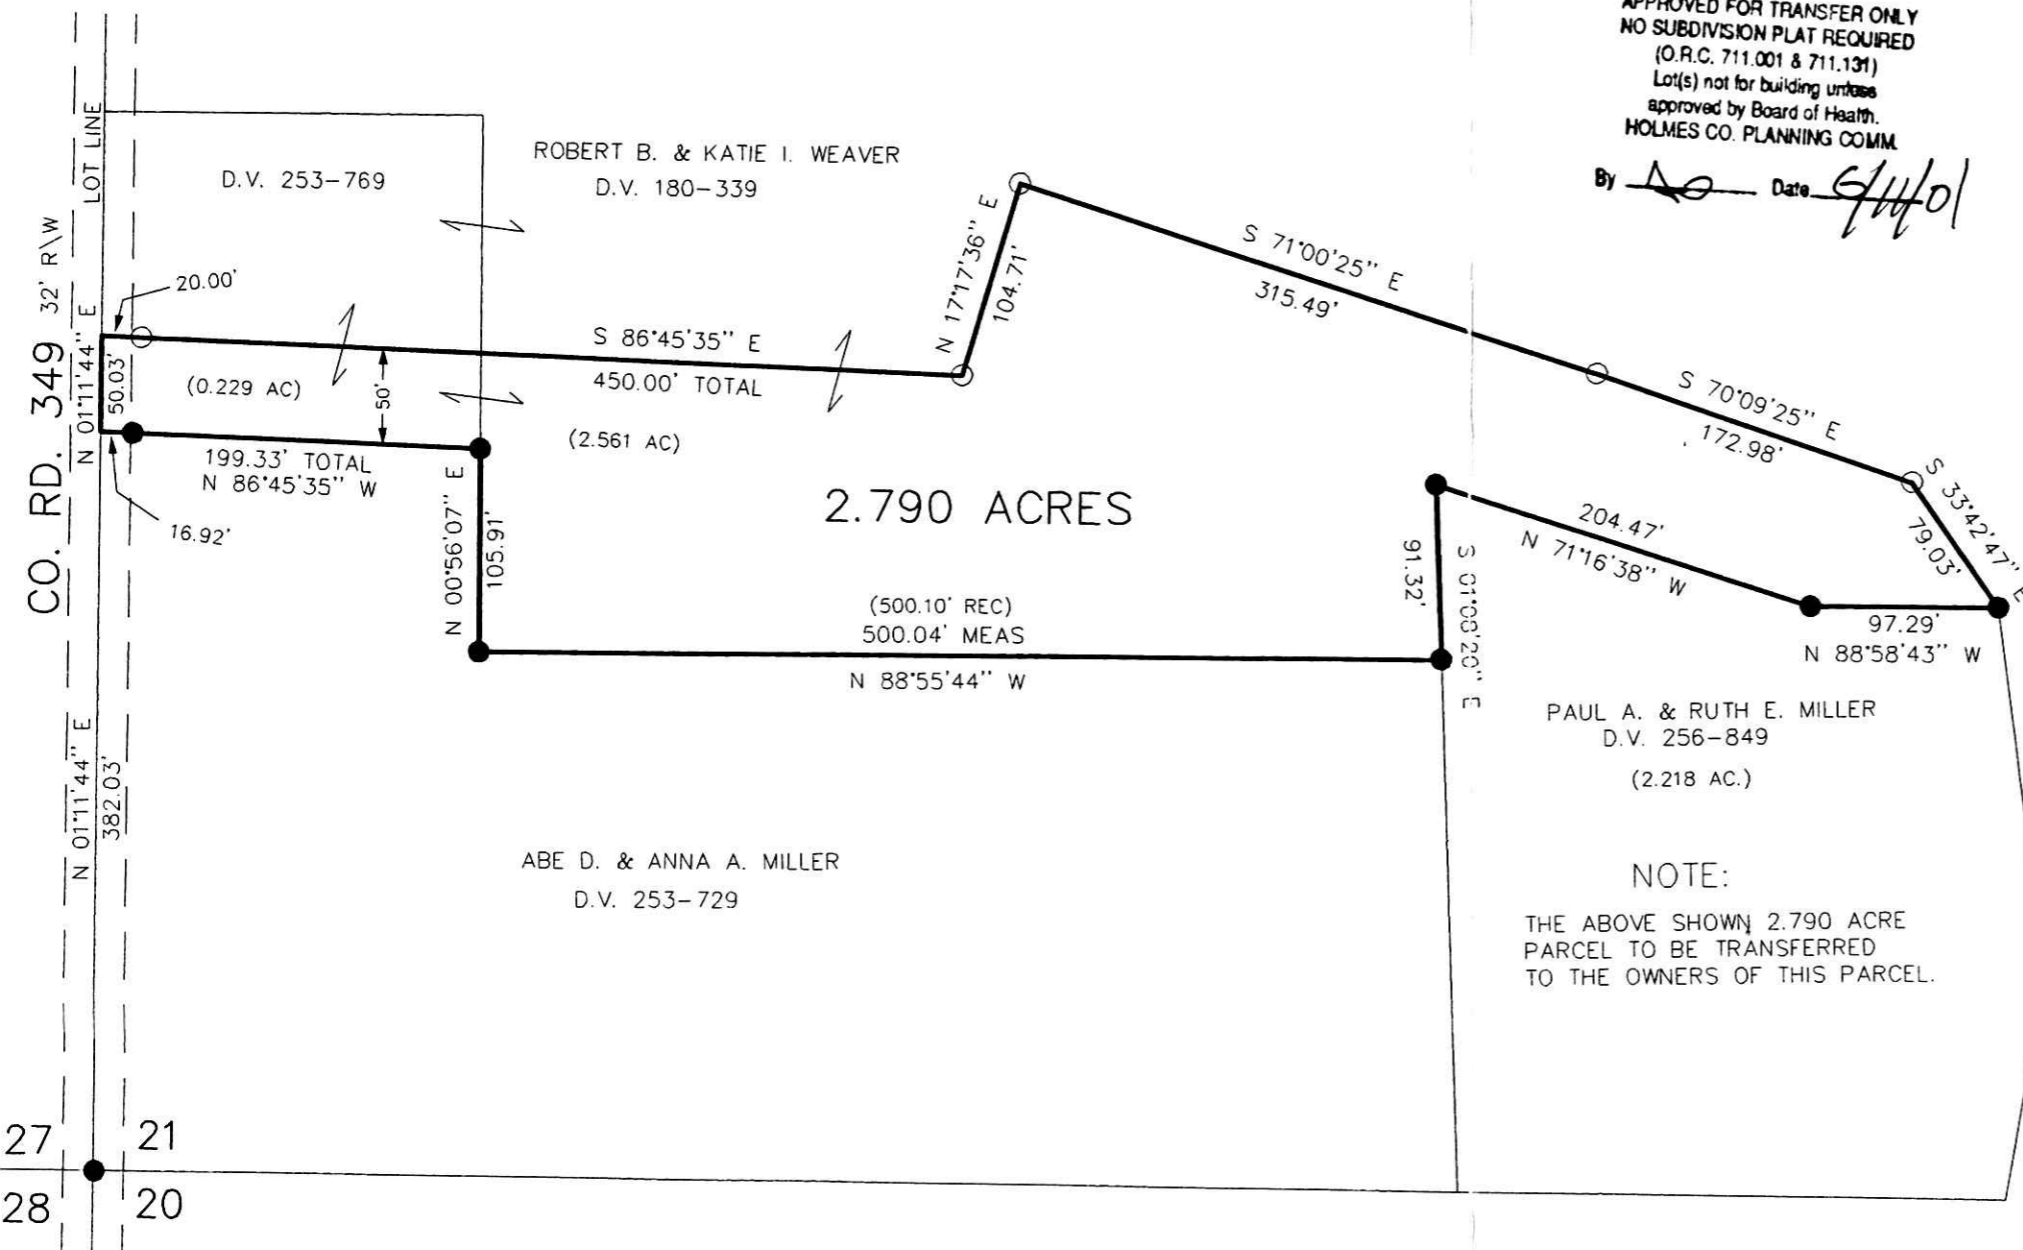 APPROVED FOR TRANSFER ONLY
NO SUBDIVISION PLAT REQUIRED
(O.R.C. 711.001 & 711.131)
Lot(s) not for building unless
approved by Board of Health.
HOLMES CO. PLANNING COMM.
By Date 6/11/01
LOT LINE
D.V. 253-769
ROBERT B. & KATIE I. WEAVER
D.V. 180-339
32' R\W
CO. RD. 349
20.00'
N 01°11'44" E
50.03'
(0.229 AC)
50'
S 86°45'35" E
450.00' TOTAL
N 17°17'36" E
104.71'
S 71°00'25" E
315.49'
S 70°09'25" E
172.98'
S 33°42'47" E
79.03'
199.33' TOTAL
N 86°45'35" W
16.92'
(2.561 AC)
N 00°56'07" E
105.91'
2.790 ACRES
(500.10' REC)
500.04' MEAS
N 88°55'44" W
91.32'
S 01°08'20" E
204.47'
N 71°16'38" W
97.29'
N 88°58'43" W
PAUL A. & RUTH E. MILLER
D.V. 256-849
(2.218 AC.)
N 01°11'44" E
382.03'
ABE D. & ANNA A. MILLER
D.V. 253-729
NOTE:
THE ABOVE SHOWN 2.790 ACRE
PARCEL TO BE TRANSFERRED
TO THE OWNERS OF THIS PARCEL.
27 21
28 20